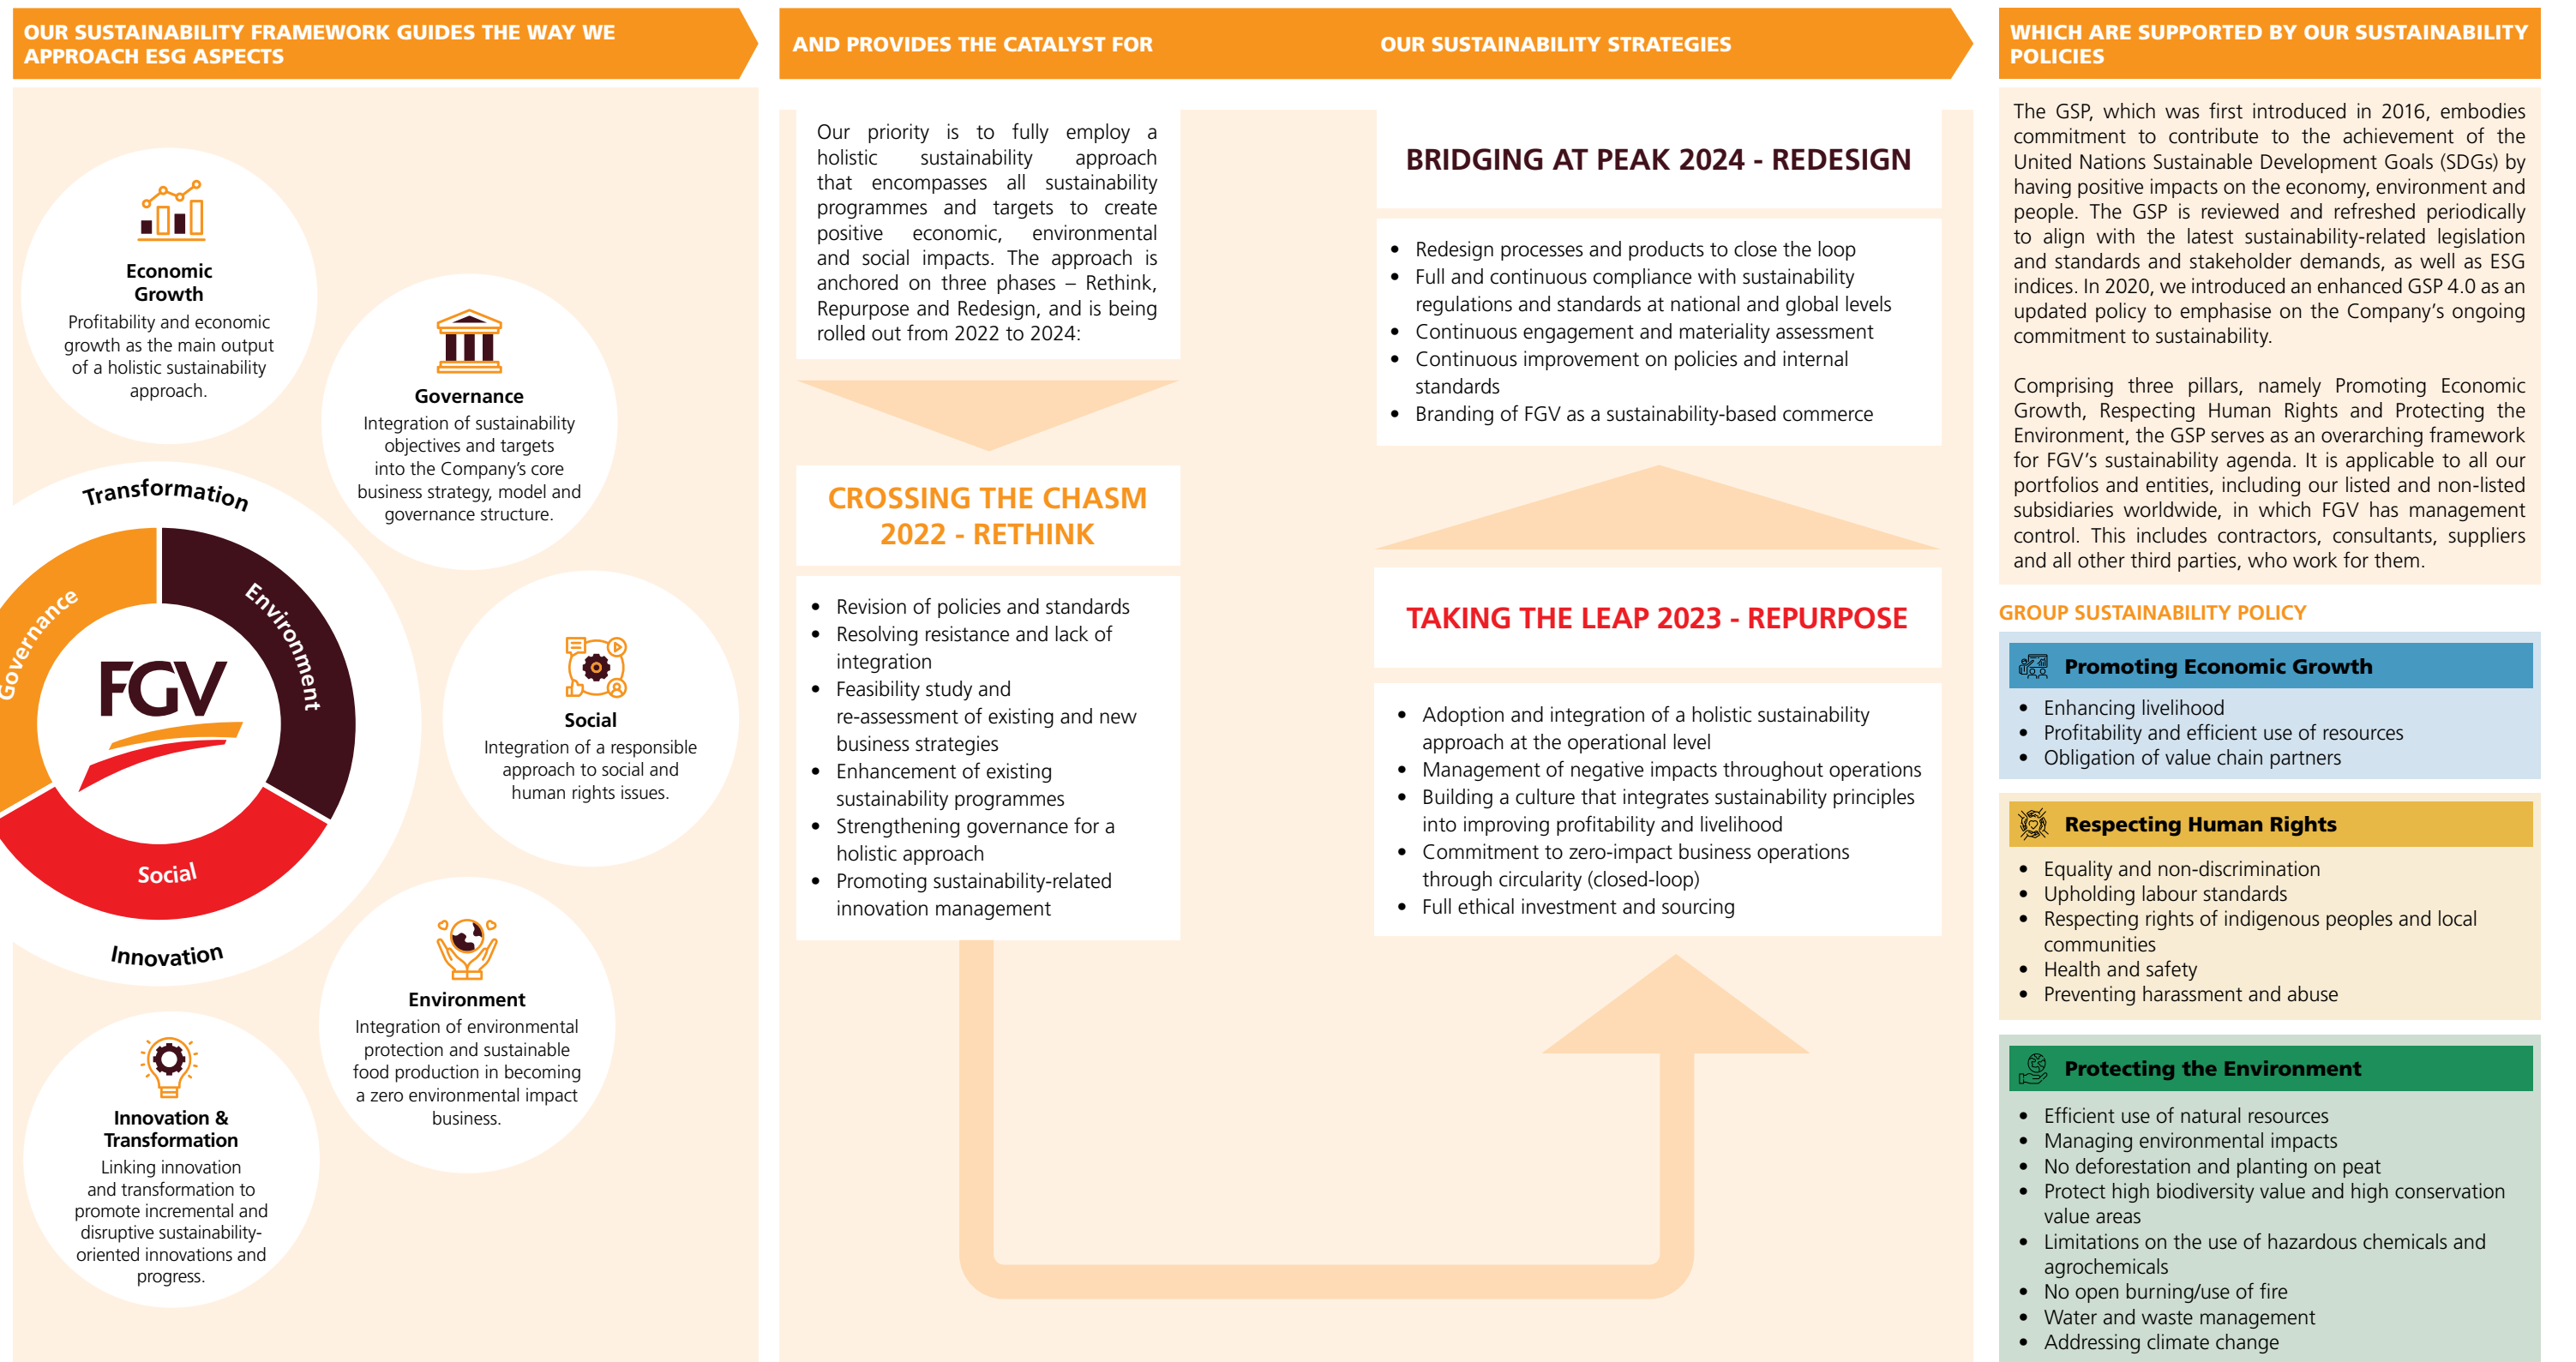 OUR SUSTAINABILITY FRAMEWORK GUIDES THE WAY WE
APPROACH ESG ASPECTS
Economic
Growth
Profitability and economic
growth as the main output
of a holistic sustainability
approach.
Governance
Integration of sustainability
objectives and targets
into the Company's core
business strategy, model and
governance structure.
Transformation
Governance
Environment
FGV
Social
Innovation
Social
Integration of a responsible
approach to social and
human rights issues.
Environment
Integration of environmental
protection and sustainable
food production in becoming
a zero environmental impact
business.
Innovation &
Transformation
Linking innovation
and transformation to
promote incremental and
disruptive sustainability-
oriented innovations and
progress.
AND PROVIDES THE CATALYST FOR
Our priority is to fully employ a
holistic sustainability approach
that encompasses all sustainability
programmes and targets to create
positive economic, environmental
and social impacts. The approach is
anchored on three phases – Rethink,
Repurpose and Redesign, and is being
rolled out from 2022 to 2024:
CROSSING THE CHASM
2022 - RETHINK
• Revision of policies and standards
• Resolving resistance and lack of
integration
• Feasibility study and
re-assessment of existing and new
business strategies
• Enhancement of existing
sustainability programmes
• Strengthening governance for a
holistic approach
• Promoting sustainability-related
innovation management
OUR SUSTAINABILITY STRATEGIES
BRIDGING AT PEAK 2024 - REDESIGN
• Redesign processes and products to close the loop
• Full and continuous compliance with sustainability
regulations and standards at national and global levels
• Continuous engagement and materiality assessment
• Continuous improvement on policies and internal
standards
• Branding of FGV as a sustainability-based commerce
TAKING THE LEAP 2023 - REPURPOSE
• Adoption and integration of a holistic sustainability
approach at the operational level
• Management of negative impacts throughout operations
• Building a culture that integrates sustainability principles
into improving profitability and livelihood
• Commitment to zero-impact business operations
through circularity (closed-loop)
• Full ethical investment and sourcing
WHICH ARE SUPPORTED BY OUR SUSTAINABILITY
POLICIES
The GSP, which was first introduced in 2016, embodies
commitment to contribute to the achievement of the
United Nations Sustainable Development Goals (SDGs) by
having positive impacts on the economy, environment and
people. The GSP is reviewed and refreshed periodically
to align with the latest sustainability-related legislation
and standards and stakeholder demands, as well as ESG
indices. In 2020, we introduced an enhanced GSP 4.0 as an
updated policy to emphasise on the Company's ongoing
commitment to sustainability.
Comprising three pillars, namely Promoting Economic
Growth, Respecting Human Rights and Protecting the
Environment, the GSP serves as an overarching framework
for FGV's sustainability agenda. It is applicable to all our
portfolios and entities, including our listed and non-listed
subsidiaries worldwide, in which FGV has management
control. This includes contractors, consultants, suppliers
and all other third parties, who work for them.
GROUP SUSTAINABILITY POLICY
Promoting Economic Growth
• Enhancing livelihood
• Profitability and efficient use of resources
• Obligation of value chain partners
Respecting Human Rights
• Equality and non-discrimination
• Upholding labour standards
• Respecting rights of indigenous peoples and local
communities
• Health and safety
• Preventing harassment and abuse
Protecting the Environment
• Efficient use of natural resources
• Managing environmental impacts
• No deforestation and planting on peat
• Protect high biodiversity value and high conservation
value areas
• Limitations on the use of hazardous chemicals and
agrochemicals
• No open burning/use of fire
• Water and waste management
• Addressing climate change